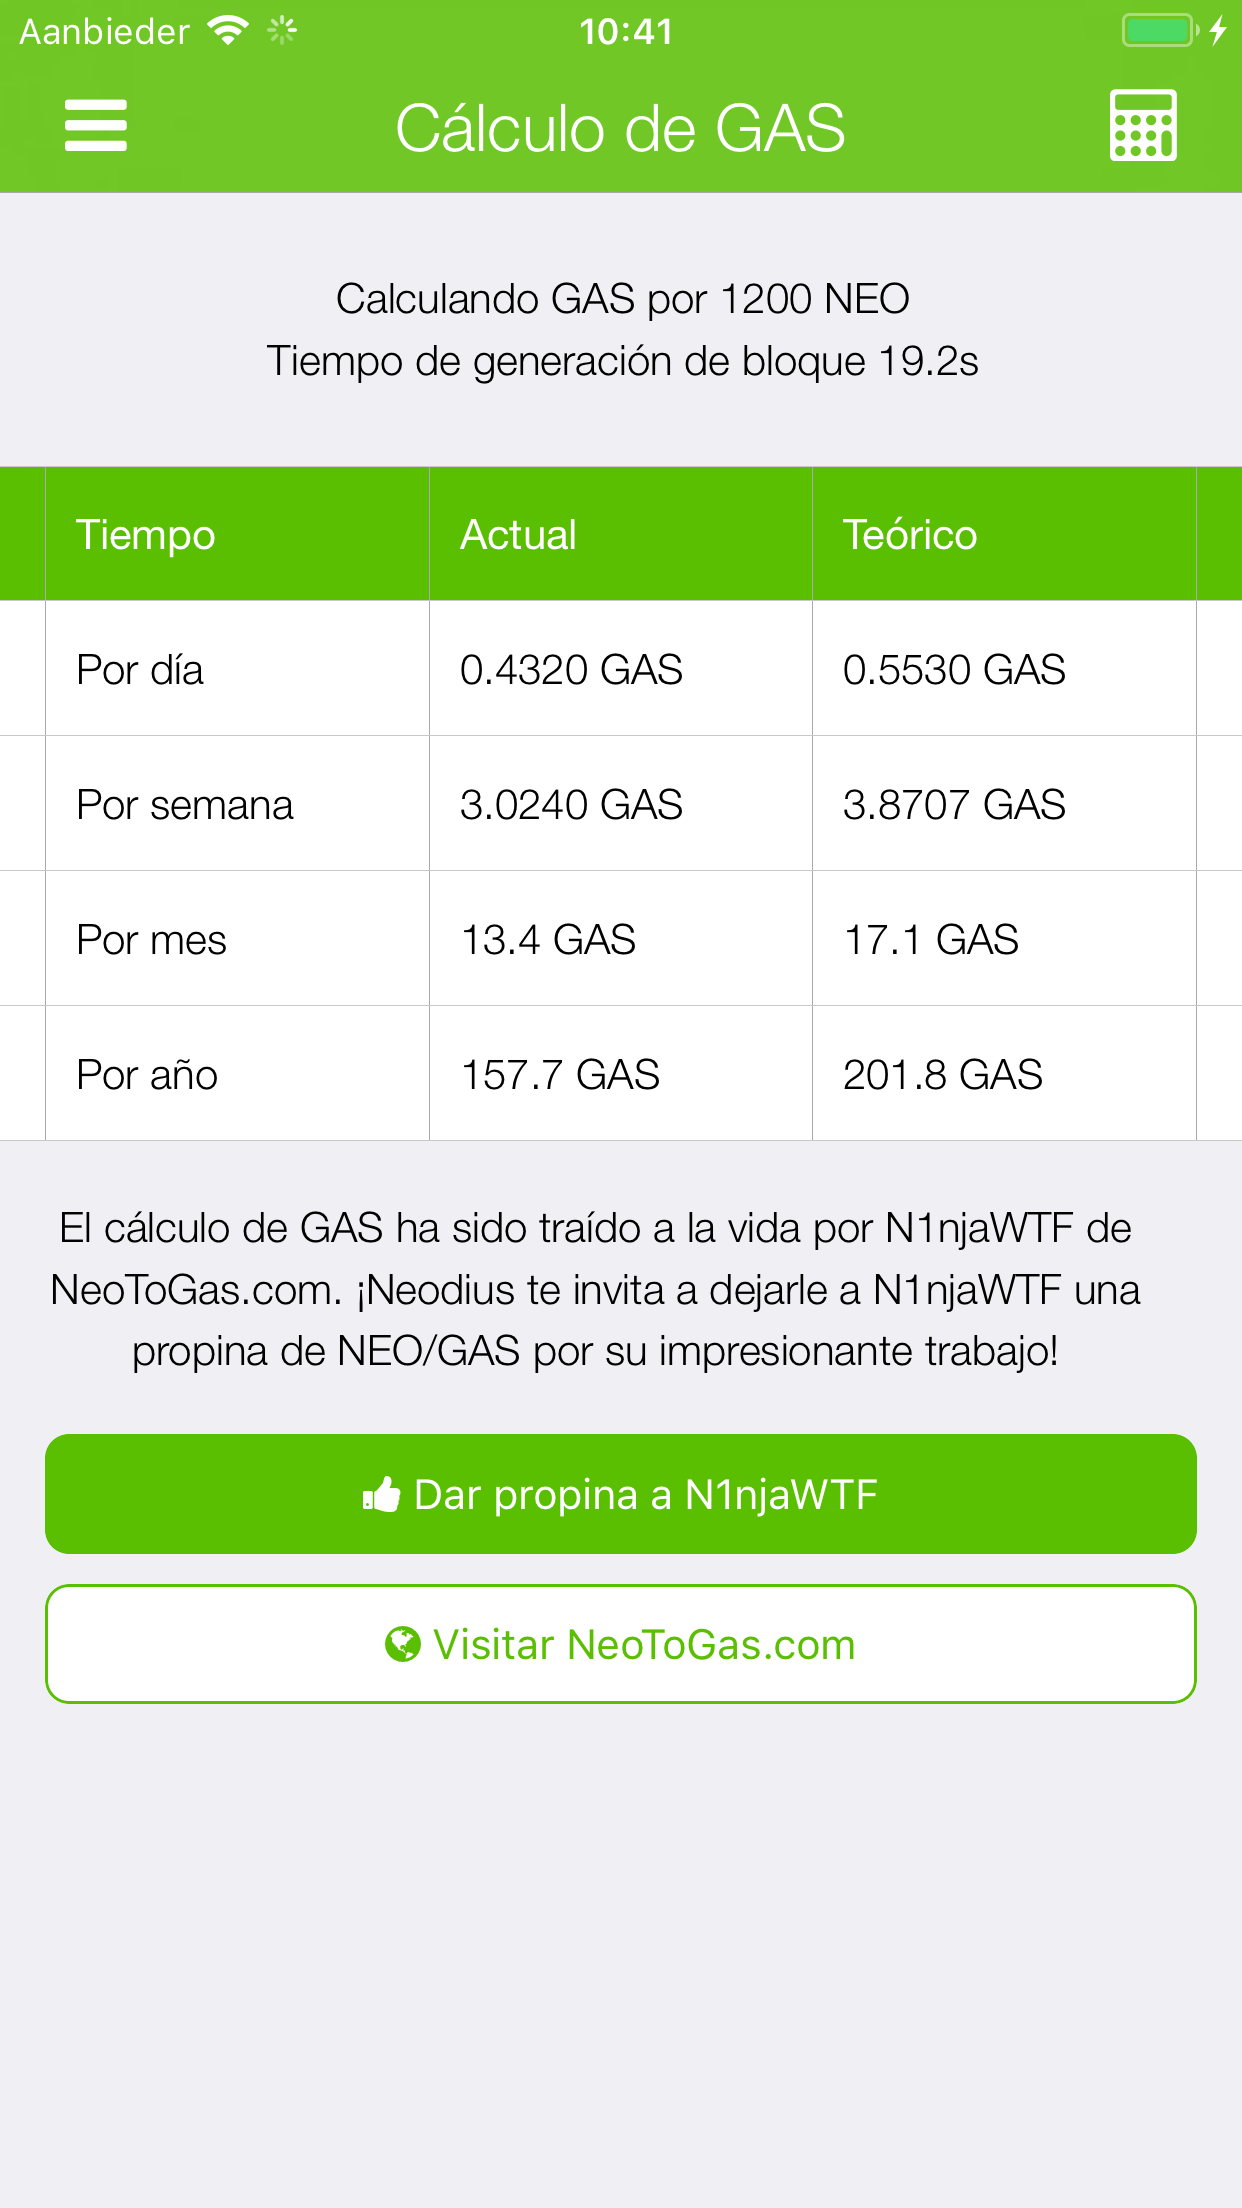 Aanbieder 10:41
Cálculo de GAS
Calculando GAS por 1200 NEO
Tiempo de generación de bloque 19.2s
Tiempo Actual Teórico
Por día 0.4320 GAS 0.5530 GAS
Por semana 3.0240 GAS 3.8707 GAS
Por mes 13.4 GAS 17.1 GAS
Por año 157.7 GAS 201.8 GAS
El cálculo de GAS ha sido traído a la vida por N1njaWTF de
NeoToGas.com. ¡Neodius te invita a dejarle a N1njaWTF una
propina de NEO/GAS por su impresionante trabajo!
Dar propina a N1njaWTF
Visitar NeoToGas.com